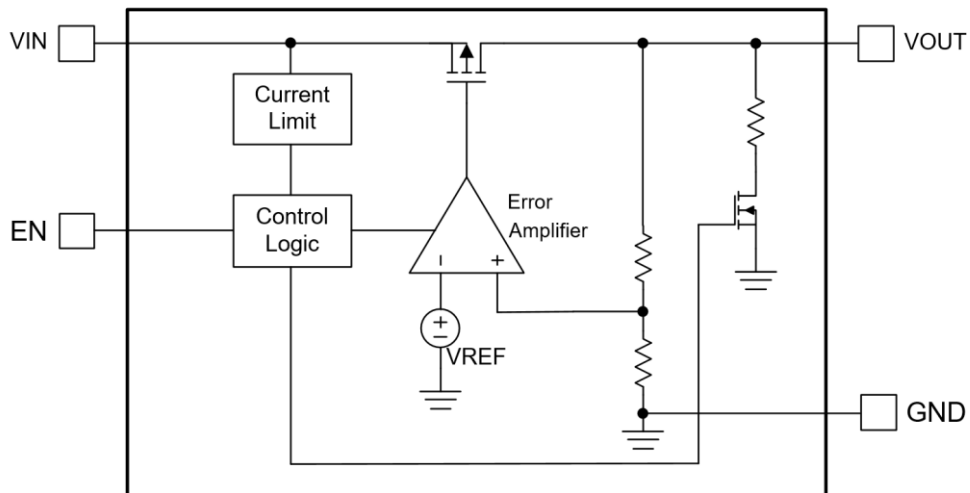 VIN
VOUT
Current
Limit
EN
Control
Logic
Error
Amplifier
− +
+
−
VREF
GND